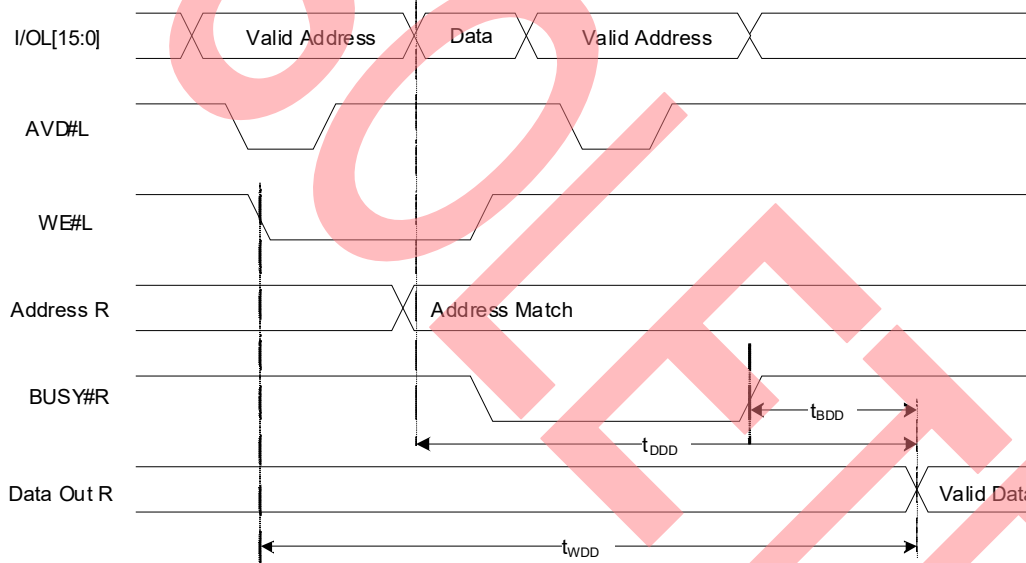 I/OL[15:0]
Valid Address
Data
Valid Address
AVD#L
WE#L
Address R
Address Match
BUSY#R
tBDD
tDDD
Data Out R
Valid Data
tWDD